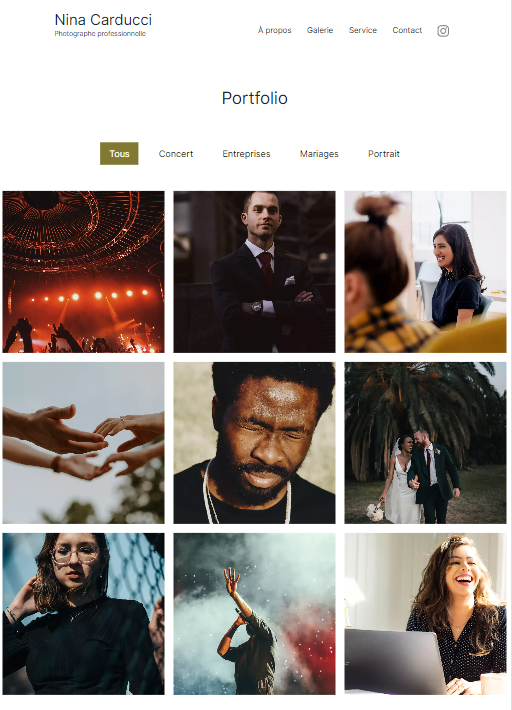 Nina Carducci
Photographe professionnelle
À propos Galerie Service Contact
Portfolio
Tous Concert Entreprises Mariages Portrait